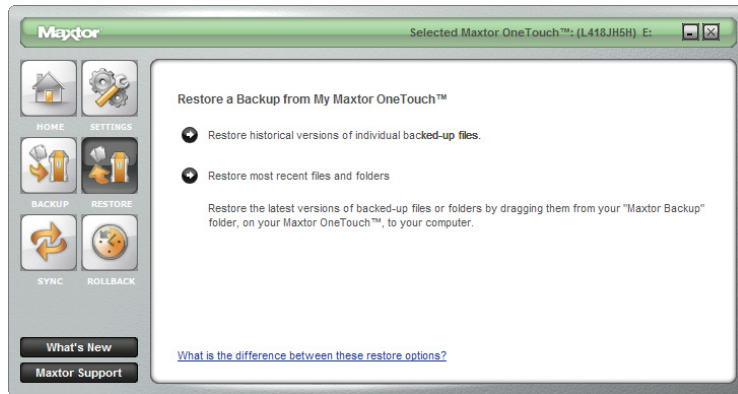 Maxtor
Selected Maxtor OneTouch™: (L418JH5H) E:
HOME
SETTINGS
BACKUP
RESTORE
SYNC
ROLLBACK
What's New
Maxtor Support
Restore a Backup from My Maxtor OneTouch™
Restore historical versions of individual backed-up files.
Restore most recent files and folders
Restore the latest versions of backed-up files or folders by dragging them from your "Maxtor Backup"
folder, on your Maxtor OneTouch™, to your computer.
What is the difference between these restore options?